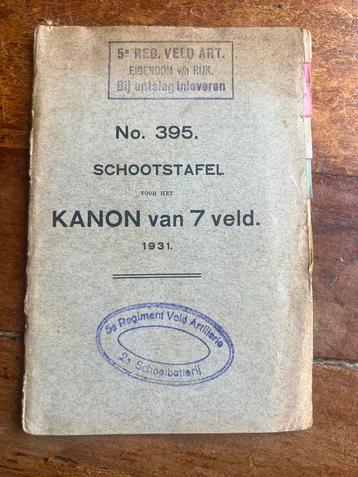 5e REG. VELD ART.
EIGENDOM v/h RIJK.
Bij ontslag inleveren
No. 395.
SCHOOTSTAFEL
VOOR HET
KANON van 7 veld.
1931.
5e Regiment Veld Artillerie
2e Schoolbatterij